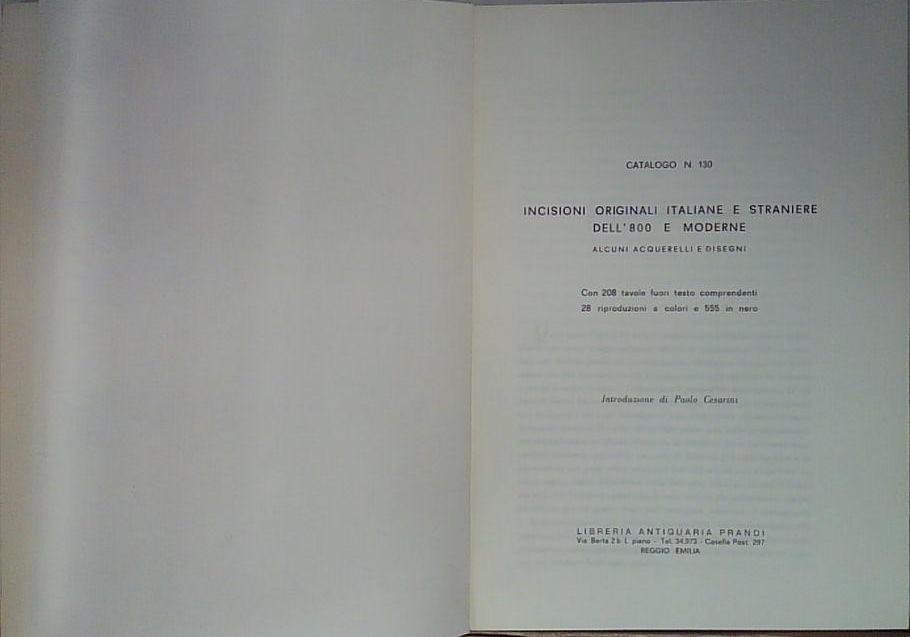 CATALOGO N. 130
INCISIONI ORIGINALI ITALIANE E STRANIERE
DELL'800 E MODERNE
ALCUNI ACQUERELLI E DISEGNI
Con 208 tavole fuori testo comprendenti
28 riproduzioni a colori e 555 in nero
Introduzione di Paolo Cesarini
LIBRERIA ANTIQUARIA PRANDI
Via Berta 2 b I. piano - Tel. 34.973 - Casella Post. 297
REGGIO EMILIA